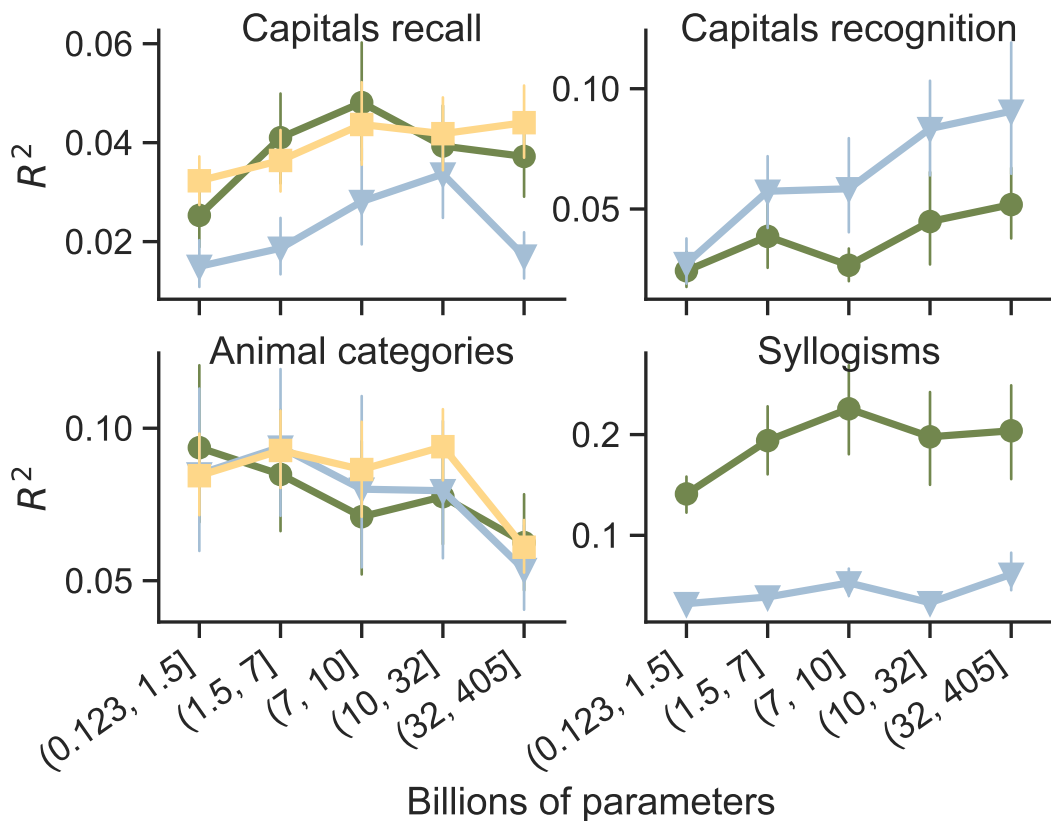 Capitals recall
Capitals recognition
0.06
0.04
0.02
R²
0.10
0.05
Animal categories
Syllogisms
0.10
0.05
R²
0.2
0.1
(0.123, 1.5]
(1.5, 7]
(7, 10]
(10, 32]
(32, 405]
(0.123, 1.5]
(1.5, 7]
(7, 10]
(10, 32]
(32, 405]
Billions of parameters